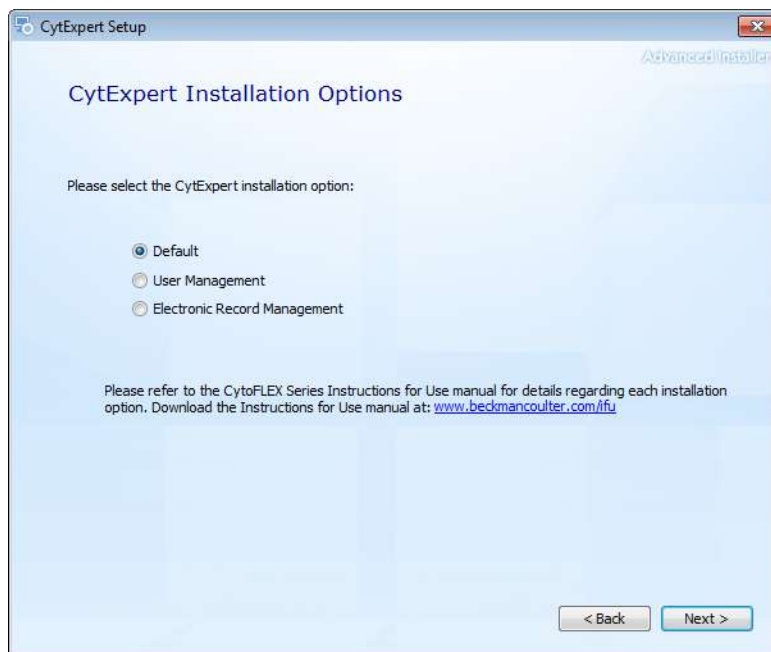 CytExpert Setup
Advanced Installer
CytExpert Installation Options
Please select the CytExpert installation option:
Default
User Management
Electronic Record Management
Please refer to the CytoFLEX Series Instructions for Use manual for details regarding each installation
option. Download the Instructions for Use manual at: www.beckmancoulter.com/ifu
< Back
Next >